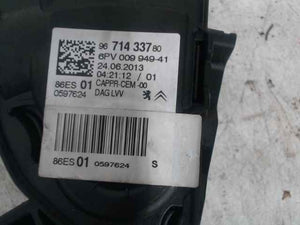 96 714 337 80
6PV 009 949-41
24.06.2013
04:21:12 / 01
CAPPR-CEM -00
DAG LVV
86ES 01
0597624
86ES 01 0597624 S